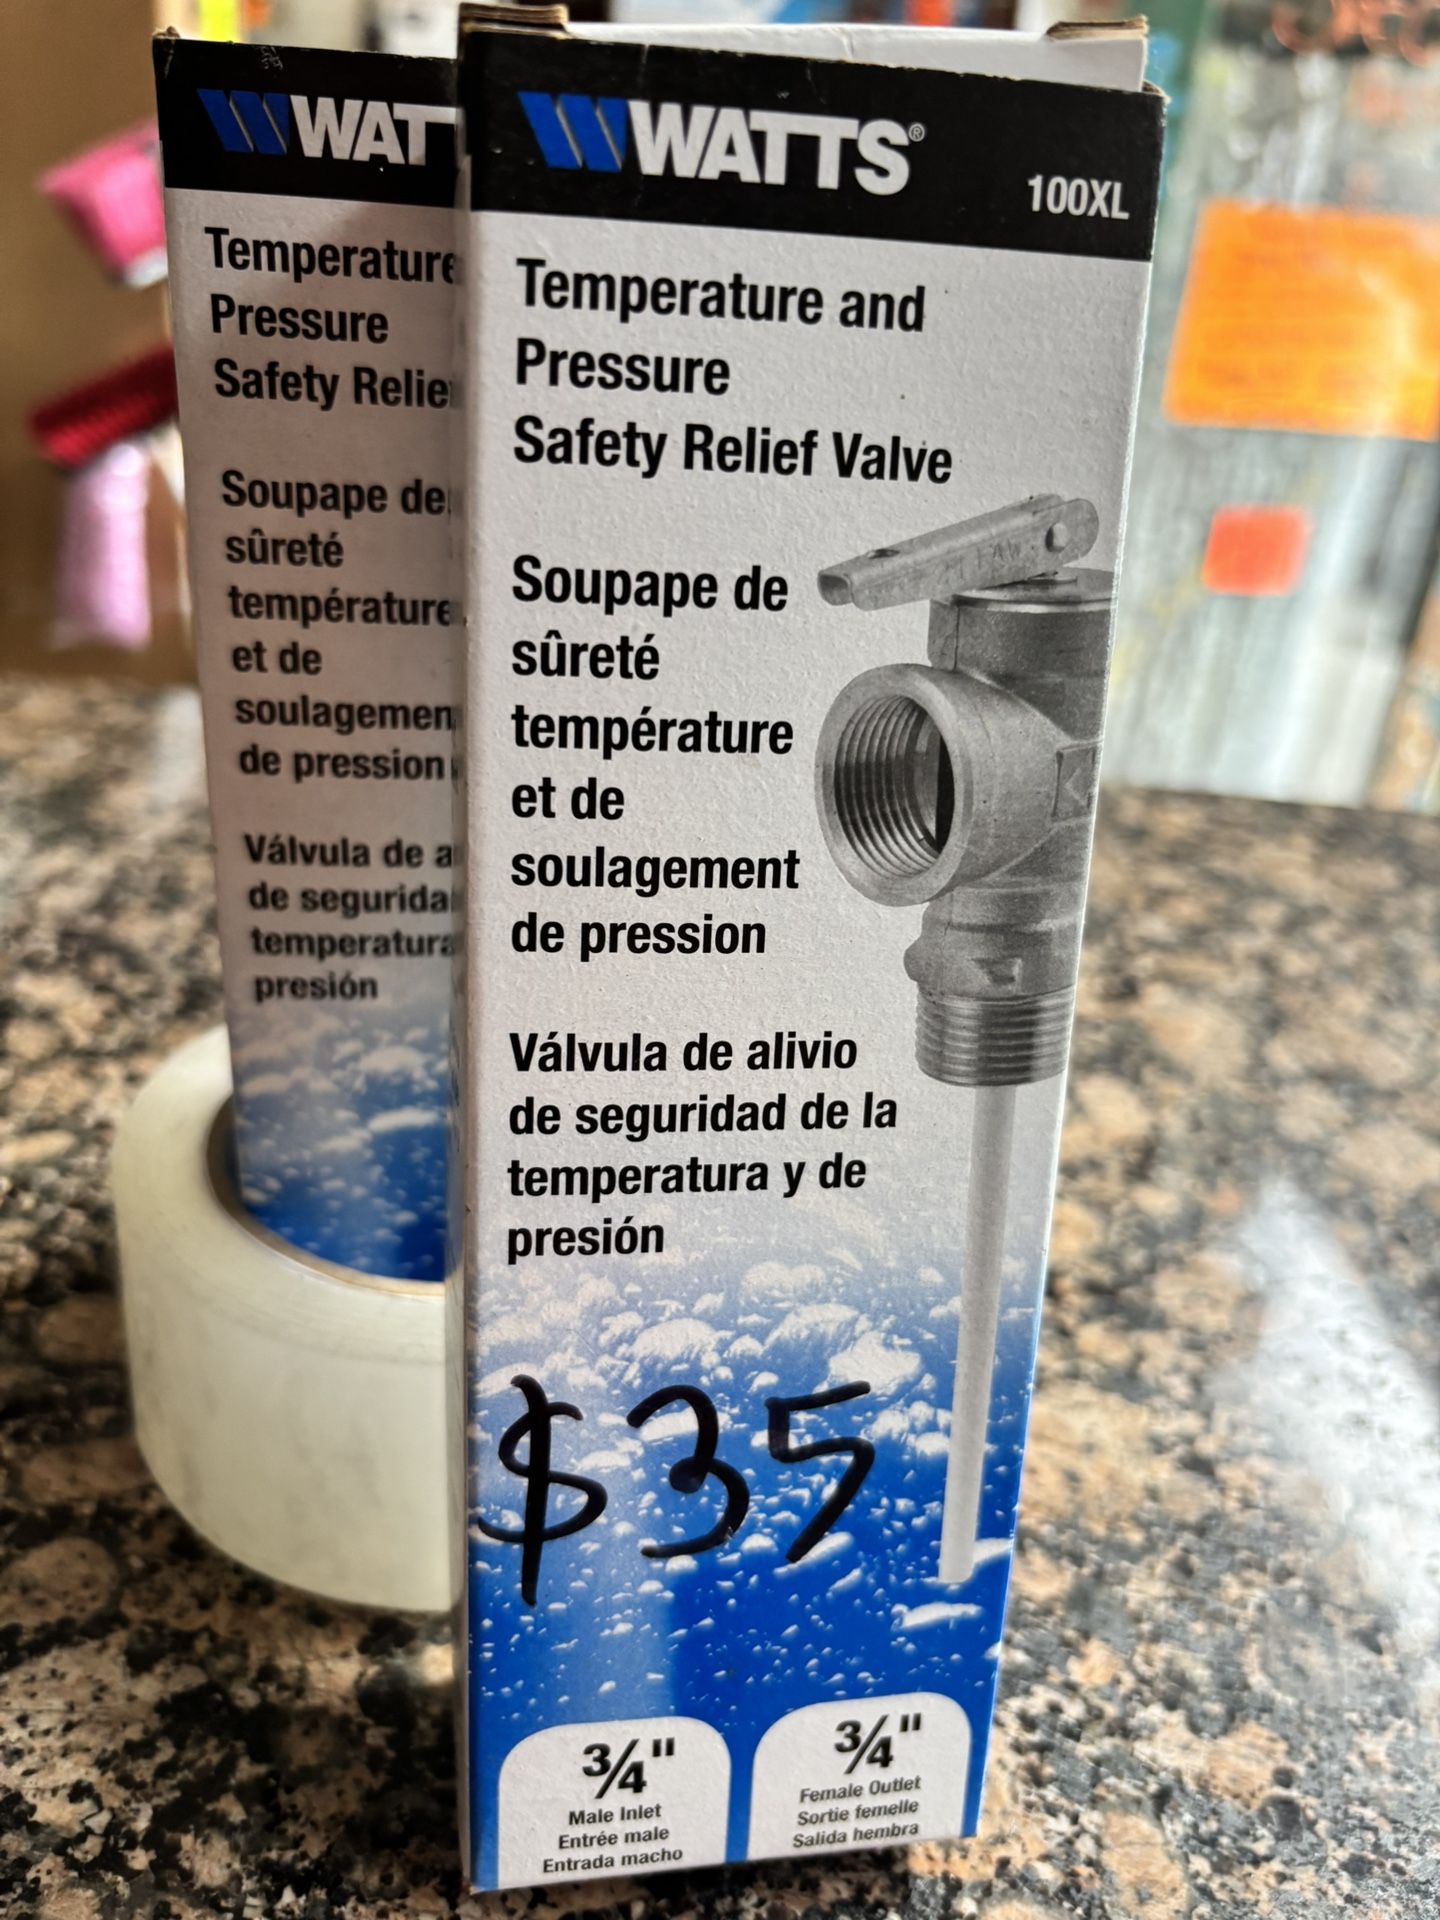 WATTS®
100XL
Temperature and
Pressure
Safety Relief Valve
Soupape de
sûreté
température
et de
soulagement
de pression
Válvula de alivio
de seguridad de la
temperatura y de
presión
$35
3/4"
Male Inlet
Entrée male
Entrada macho
3/4"
Female Outlet
Sortie femelle
Salida hembra
WAT
Temperature
Pressure
Safety Relie
Soupape de
sûreté
température
et de
soulagemen
de pression
Válvula de a
de segurida
temperatura
presión